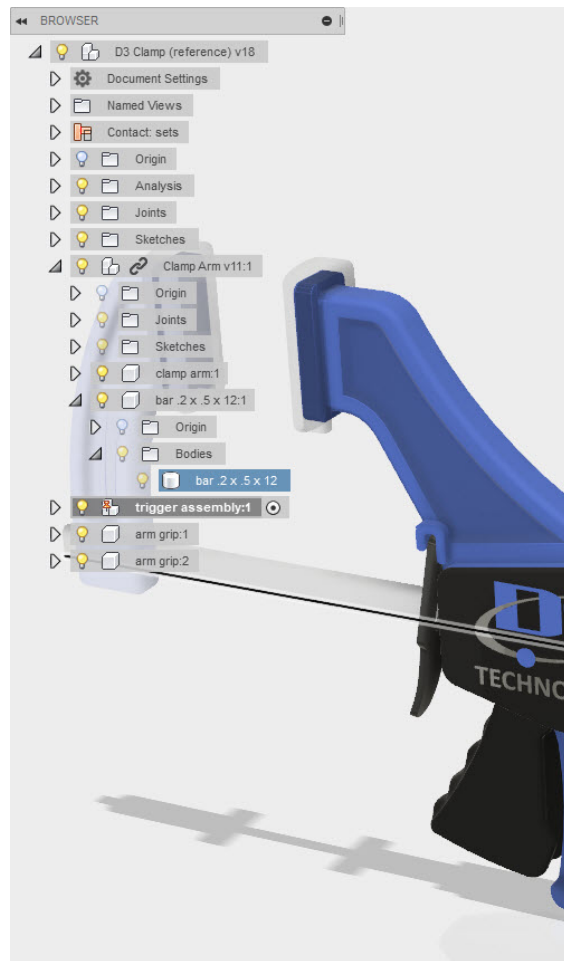 BROWSER
D3 Clamp (reference) v18
Document Settings
Named Views
Contact: sets
Origin
Analysis
Joints
Sketches
Clamp Arm v11:1
Origin
Joints
Sketches
clamp arm:1
bar .2 x .5 x 12:1
Origin
Bodies
bar .2 x .5 x 12
trigger assembly:1
arm grip:1
arm grip:2
D
TECHNO